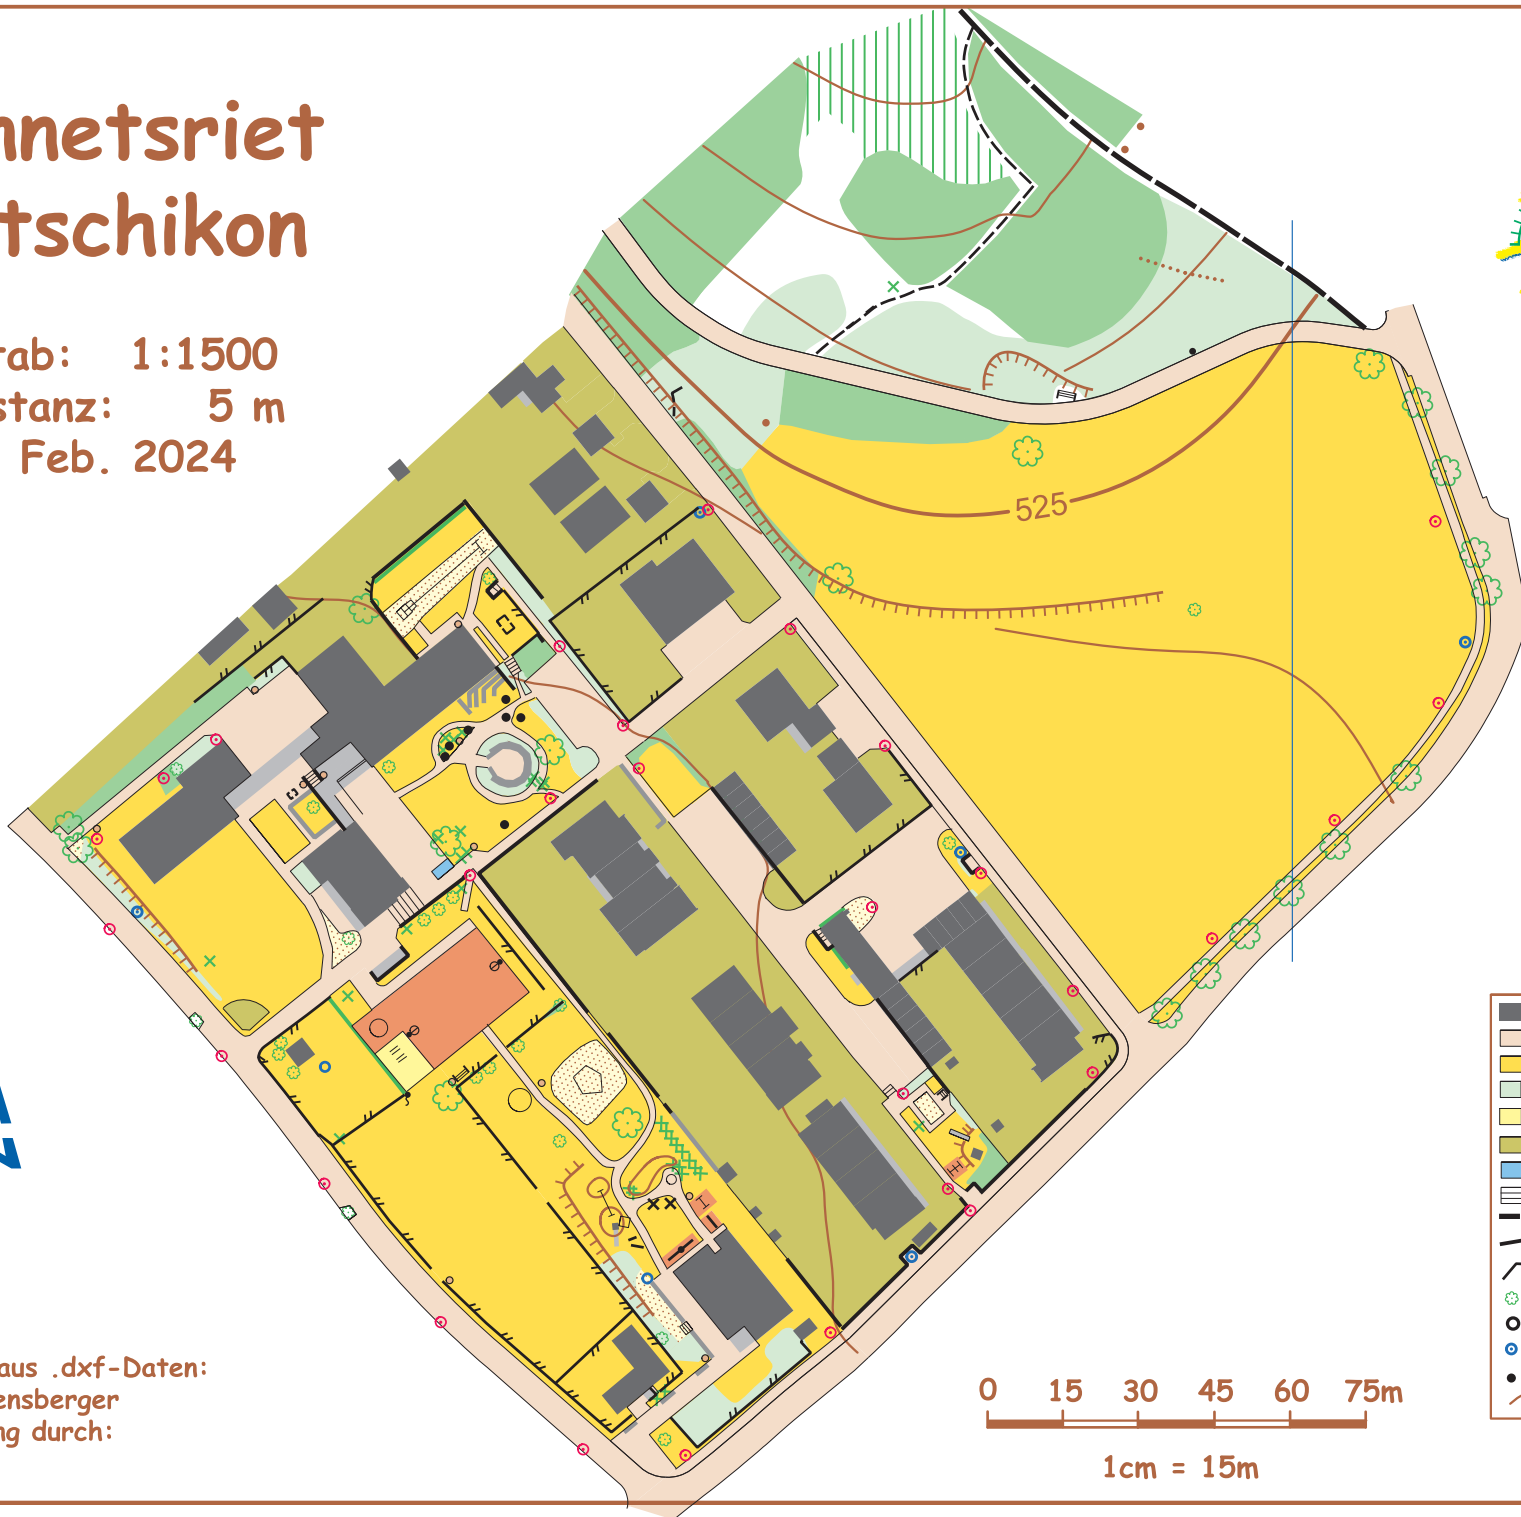 nnetsriet
tschikon
rab: 1:1500
stanz: 5 m
Feb. 2024
525
aus .dxf-Daten:
ensberger
ng durch:
0 15 30 45 60 75m
1cm = 15m